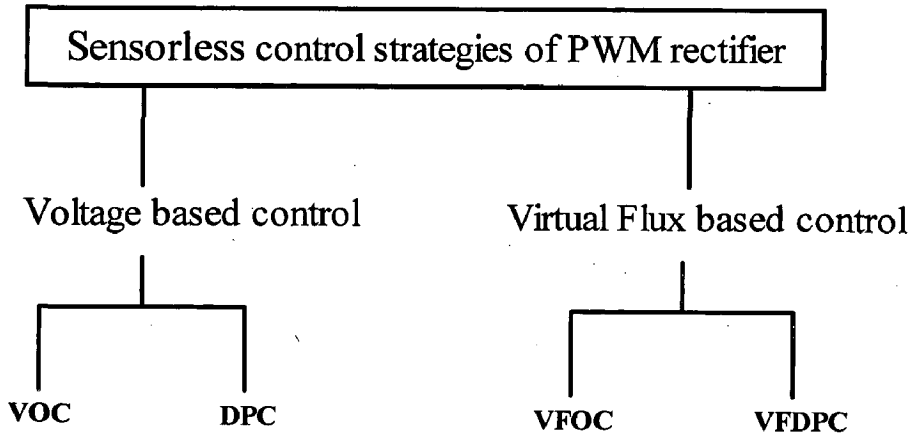 Sensorless control strategies of PWM rectifier
Voltage based control
Virtual Flux based control
VOC
DPC
VFOC
VFDPC